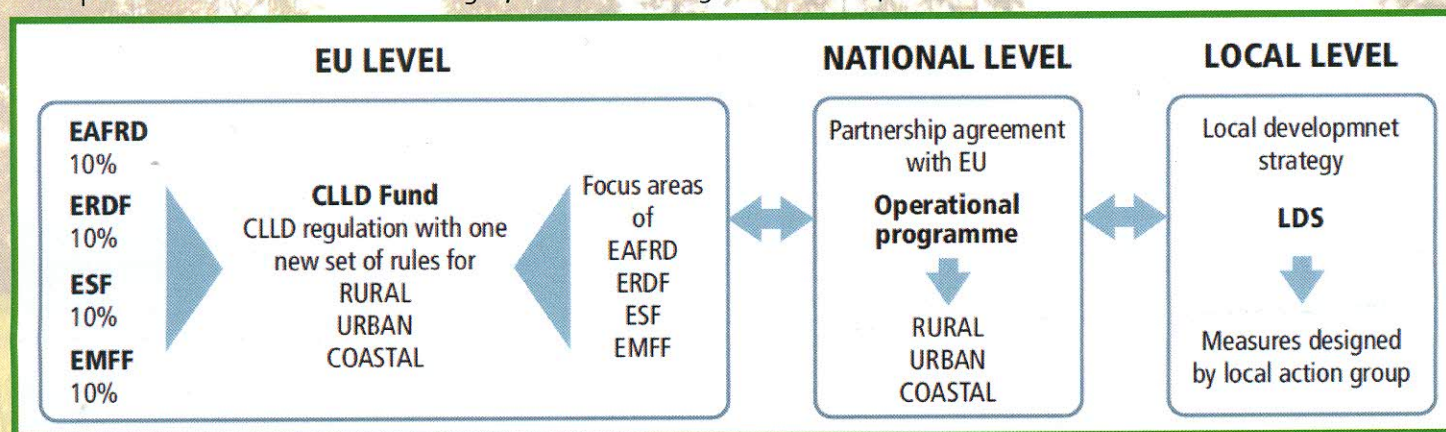 EU LEVEL
EAFRD
10%
ERDF
10%
ESF
10%
EMFF
10%
CLLD Fund
CLLD regulation with one
new set of rules for
RURAL
URBAN
COASTAL
Focus areas
of
EAFRD
ERDF
ESF
EMFF
NATIONAL LEVEL
Partnership agreement
with EU
Operational
programme
RURAL
URBAN
COASTAL
LOCAL LEVEL
Local developmnet
strategy
LDS
Measures designed
by local action group